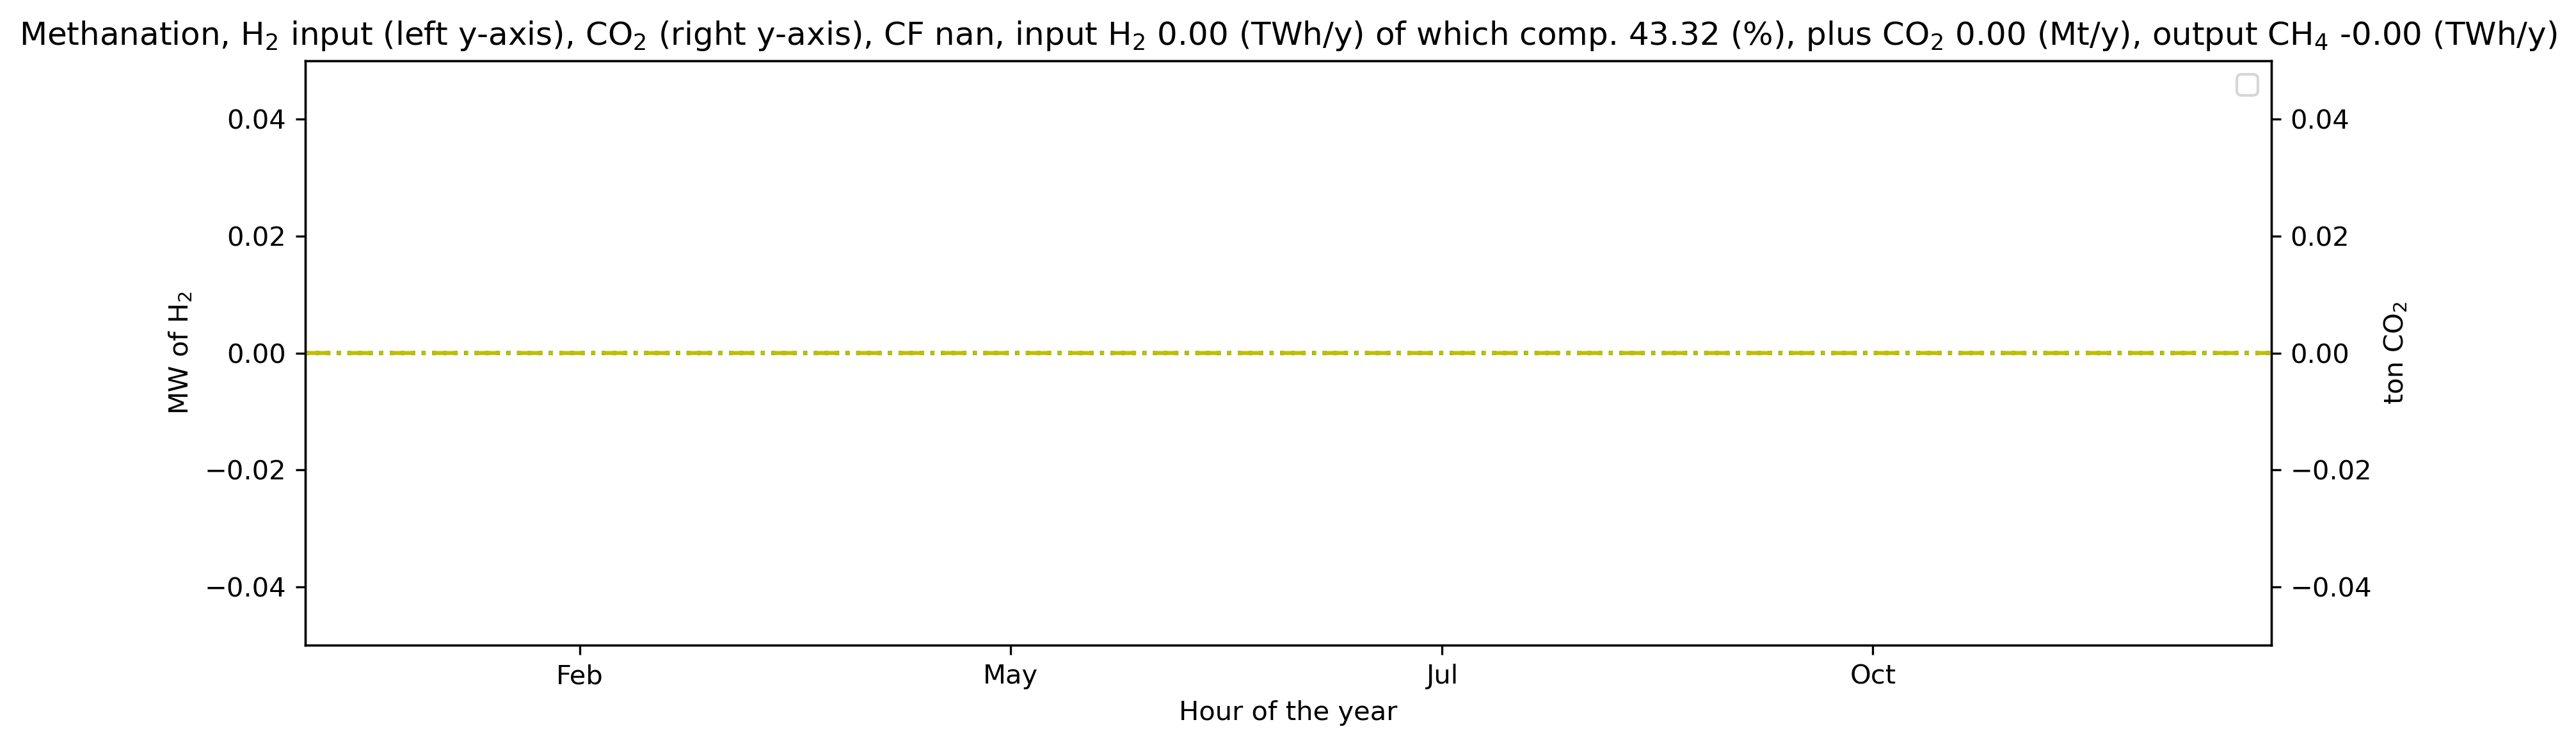 Methanation, H₂ input (left y-axis), CO₂ (right y-axis), CF nan, input H₂ 0.00 (TWh/y) of which comp. 43.32 (%), plus CO₂ 0.00 (Mt/y), output CH₄ -0.00 (TWh/y)
MW of H₂
0.04
0.02
0.00
−0.02
−0.04
0.04
0.02
0.00
−0.02
−0.04
ton CO₂
Feb May Jul Oct
Hour of the year